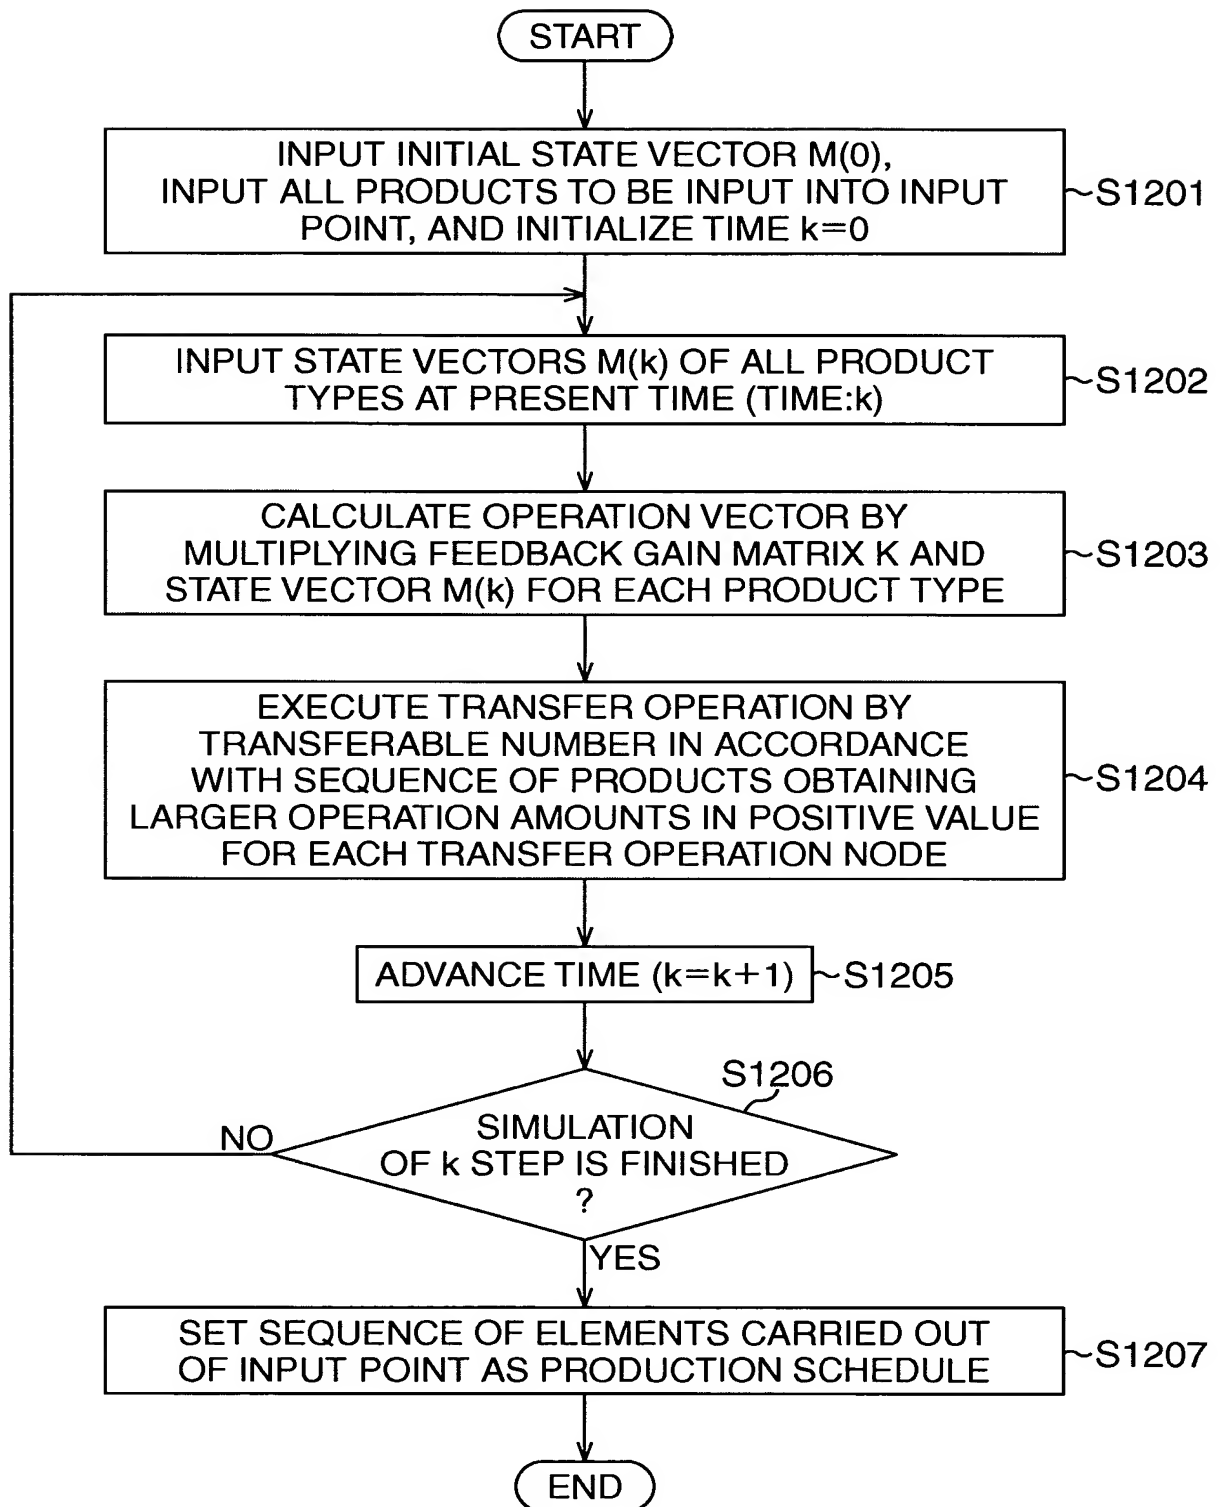 START
INPUT INITIAL STATE VECTOR M(0),
INPUT ALL PRODUCTS TO BE INPUT INTO INPUT
POINT, AND INITIALIZE TIME k=0
~S1201
INPUT STATE VECTORS M(k) OF ALL PRODUCT
TYPES AT PRESENT TIME (TIME:k)
~S1202
CALCULATE OPERATION VECTOR BY
MULTIPLYING FEEDBACK GAIN MATRIX K AND
STATE VECTOR M(k) FOR EACH PRODUCT TYPE
~S1203
EXECUTE TRANSFER OPERATION BY
TRANSFERABLE NUMBER IN ACCORDANCE
WITH SEQUENCE OF PRODUCTS OBTAINING
LARGER OPERATION AMOUNTS IN POSITIVE VALUE
FOR EACH TRANSFER OPERATION NODE
~S1204
ADVANCE TIME (k=k+1)
~S1205
S1206
SIMULATION
OF k STEP IS FINISHED
?
NO
YES
SET SEQUENCE OF ELEMENTS CARRIED OUT
OF INPUT POINT AS PRODUCTION SCHEDULE
~S1207
END